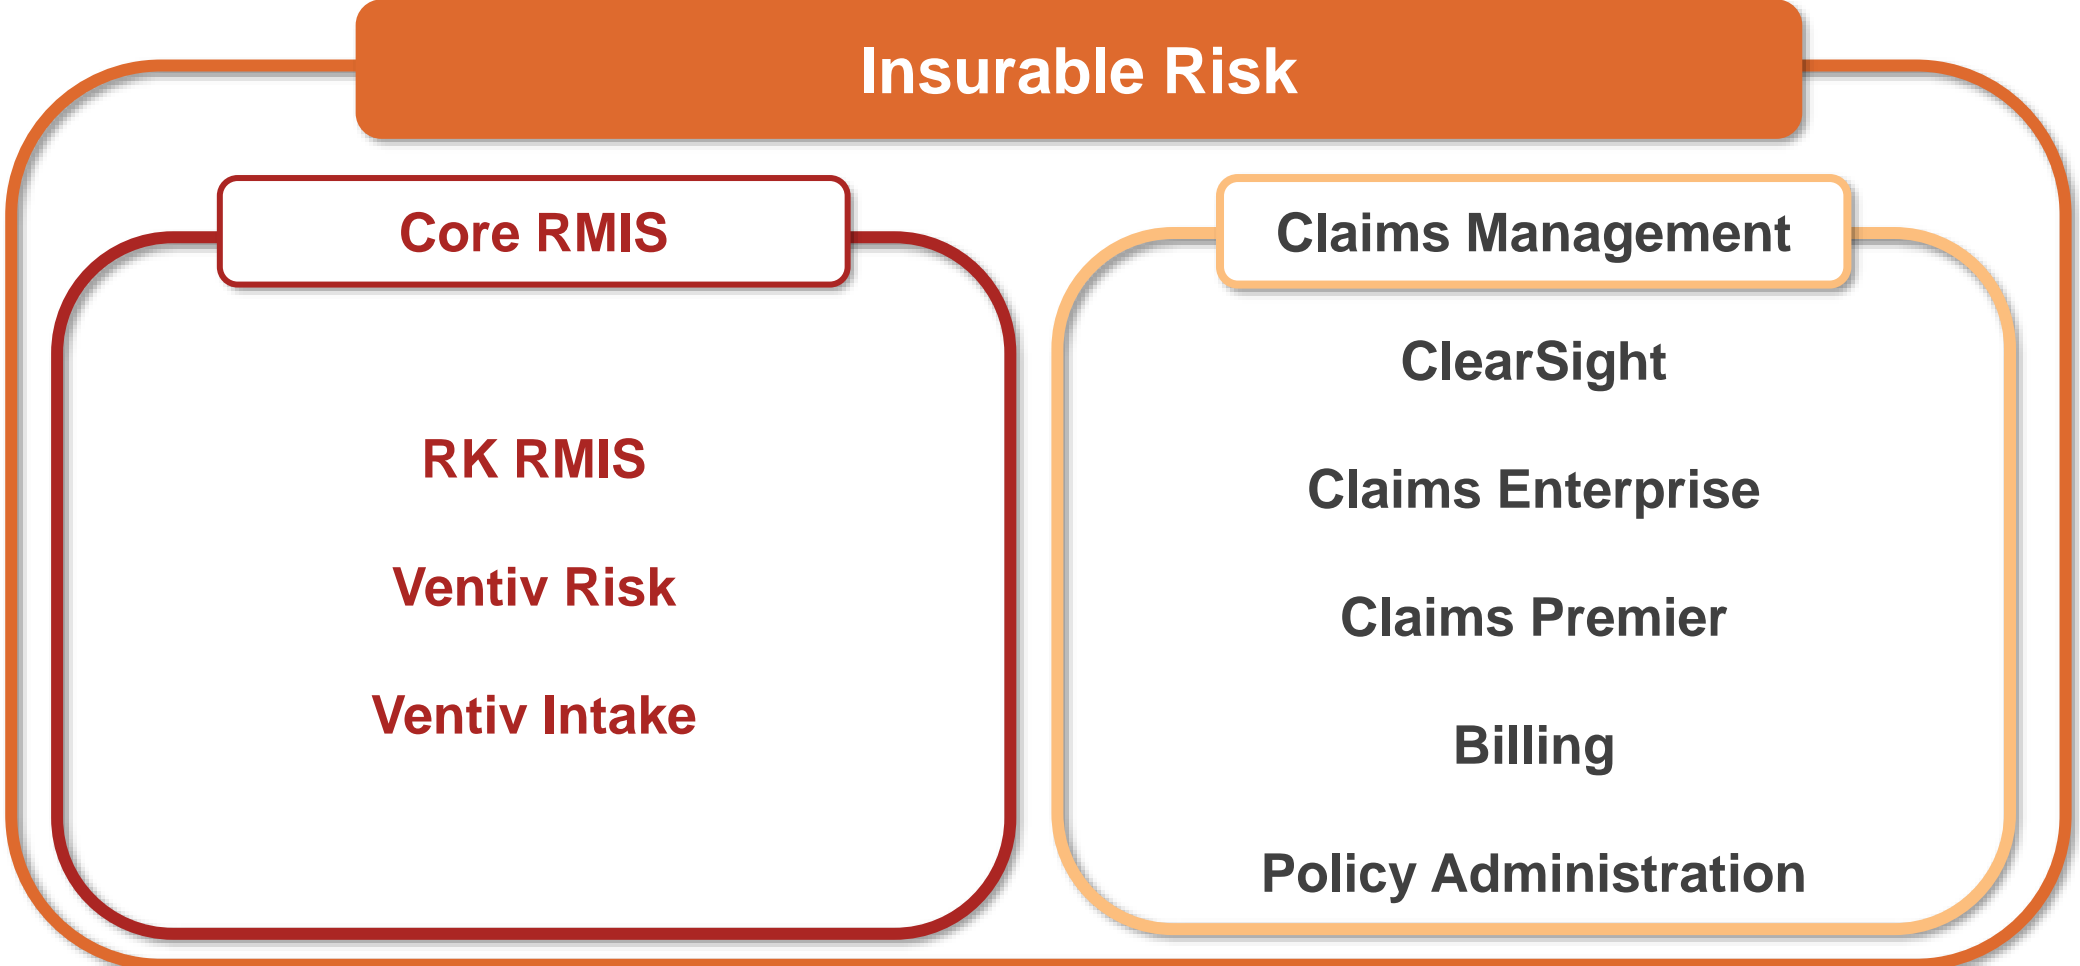 Insurable Risk
Core RMIS
RK RMIS
Ventiv Risk
Ventiv Intake
Claims Management
ClearSight
Claims Enterprise
Claims Premier
Billing
Policy Administration